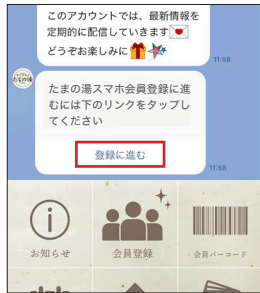 このアカウントでは、最新情報を
定期的に配信していきます💌
どうぞお楽しみに🎁🎇
11:58
たまの湯スマホ会員登録に進
むには下のリンクをタップし
てください
登録に進む
11:58
お知らせ
会員登録
会員バーコード